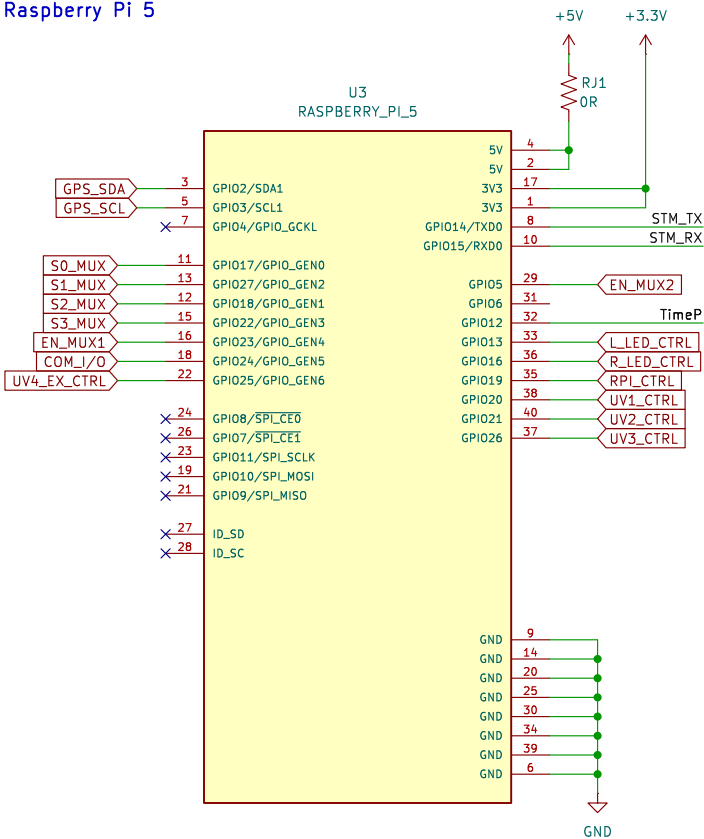 Raspberry Pi 5
+5V
+3.3V
RJ1
0R
U3
RASPBERRY_PI_5
5V 4
5V 2
GPS_SDA 3 GPIO2/SDA1 3V3 17
GPS_SCL 5 GPIO3/SCL1 3V3 1
7 GPIO4/GPIO_GCKL GPIO14/TXD0 8 STM_TX
GPIO15/RXD0 10 STM_RX
S0_MUX 11 GPIO17/GPIO_GEN0
S1_MUX 13 GPIO27/GPIO_GEN2 GPIO5 29 EN_MUX2
S2_MUX 12 GPIO18/GPIO_GEN1 GPIO6 31
S3_MUX 15 GPIO22/GPIO_GEN3 GPIO12 32 TimeP
EN_MUX1 16 GPIO23/GPIO_GEN4 GPIO13 33 L_LED_CTRL
COM_I/O 18 GPIO24/GPIO_GEN5 GPIO16 36 R_LED_CTRL
UV4_EX_CTRL 22 GPIO25/GPIO_GEN6 GPIO19 35 RPI_CTRL
GPIO20 38 UV1_CTRL
24 GPIO8/SPI_CE0 GPIO21 40 UV2_CTRL
26 GPIO7/SPI_CE1 GPIO26 37 UV3_CTRL
23 GPIO11/SPI_SCLK
19 GPIO10/SPI_MOSI
21 GPIO9/SPI_MISO
27 ID_SD
28 ID_SC
GND 9
GND 14
GND 20
GND 25
GND 30
GND 34
GND 39
GND 6
GND